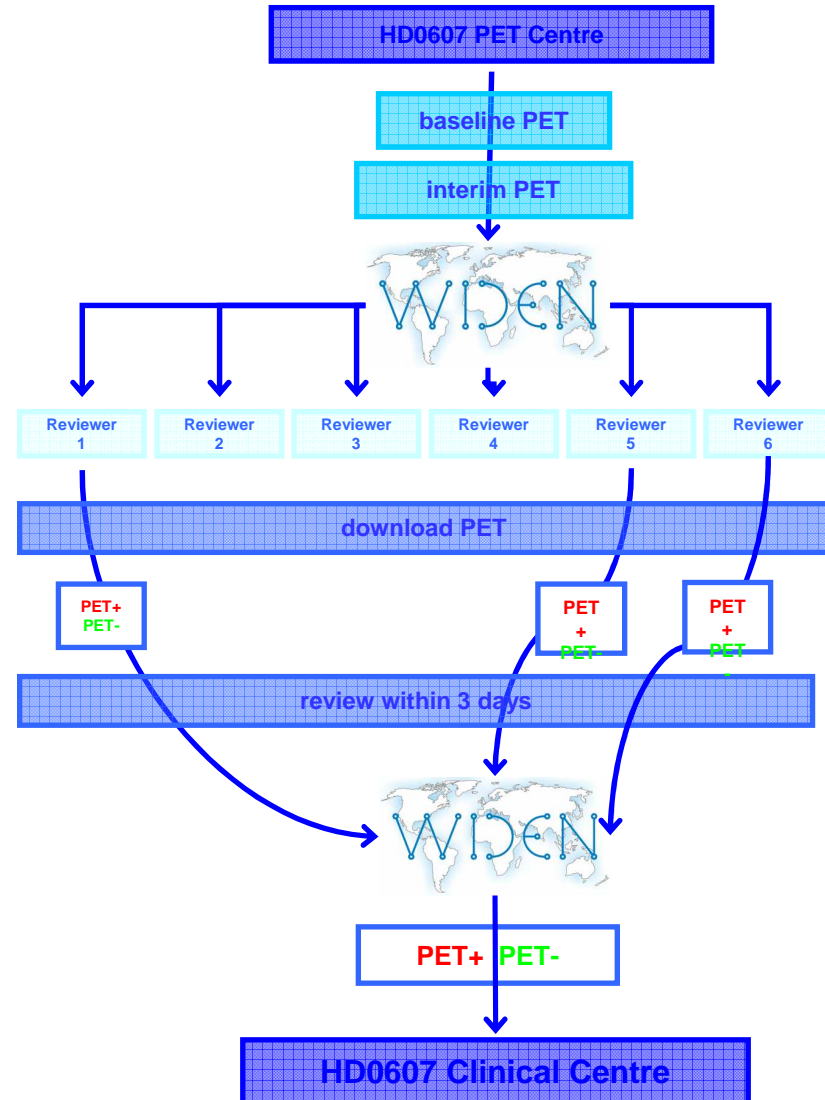 HD0607 PET Centre
baseline PET
interim PET
WIDEN
Reviewer
1
Reviewer
2
Reviewer
3
Reviewer
4
Reviewer
5
Reviewer
6
download PET
PET+
PET-
PET
+
PET-
PET
+
PET
-
review within 3 days
WIDEN
PET+ PET-
HD0607 Clinical Centre